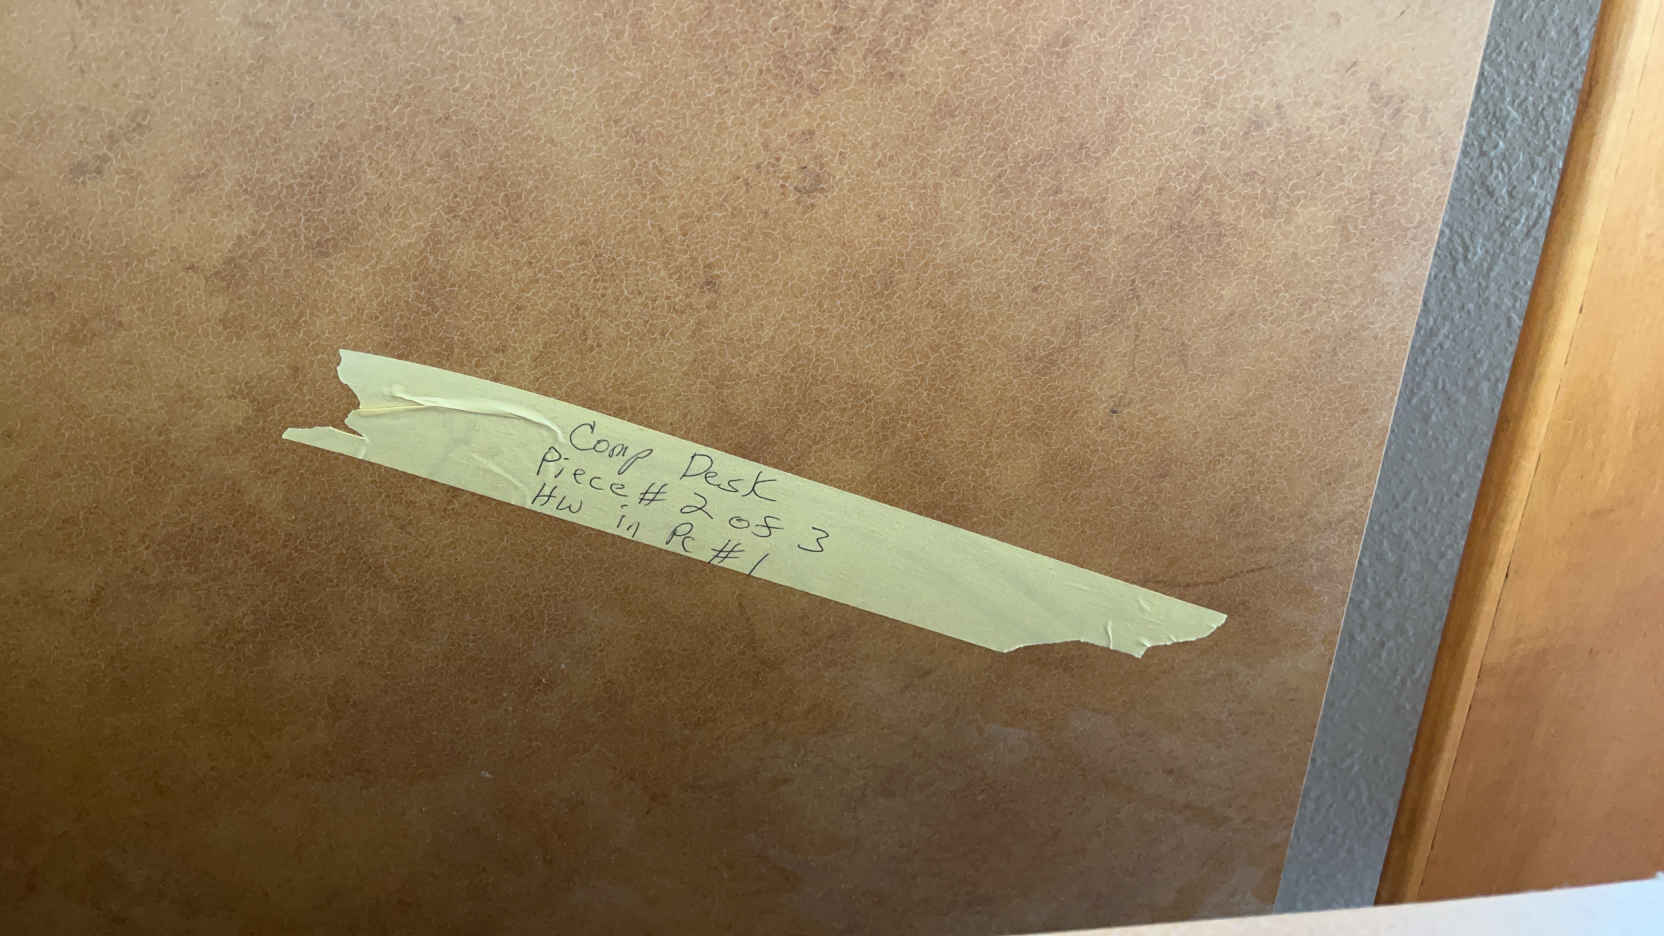 Comp Desk
Piece # 2 of 3
HW in Pc #1